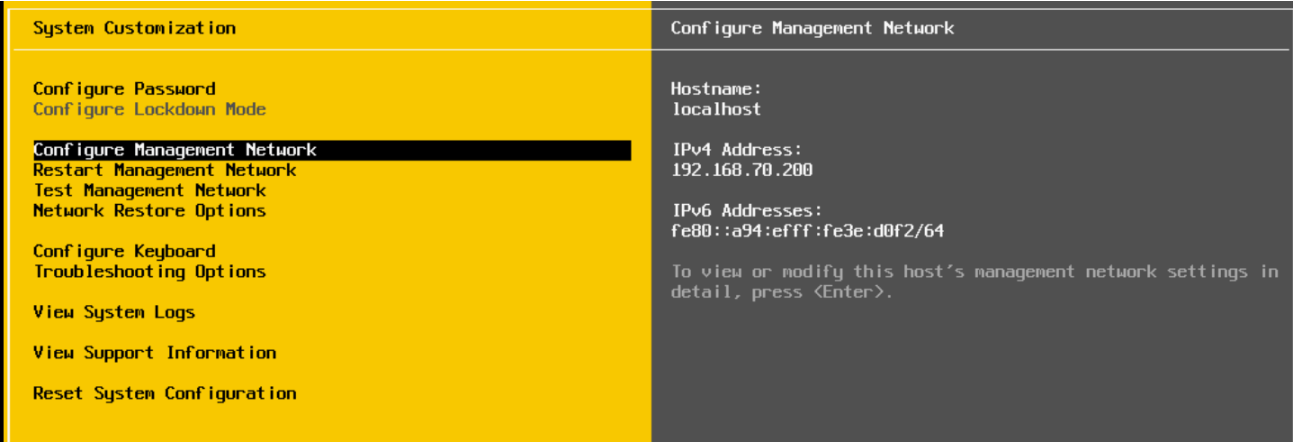 System Customization
Configure Password
Configure Lockdown Mode
Configure Management Network
Restart Management Network
Test Management Network
Network Restore Options
Configure Keyboard
Troubleshooting Options
View System Logs
View Support Information
Reset System Configuration
Configure Management Network
Hostname:
localhost
IPv4 Address:
192.168.70.200
IPv6 Addresses:
fe80::a94:efff:fe3e:d0f2/64
To view or modify this host's management network settings in
detail, press <Enter>.